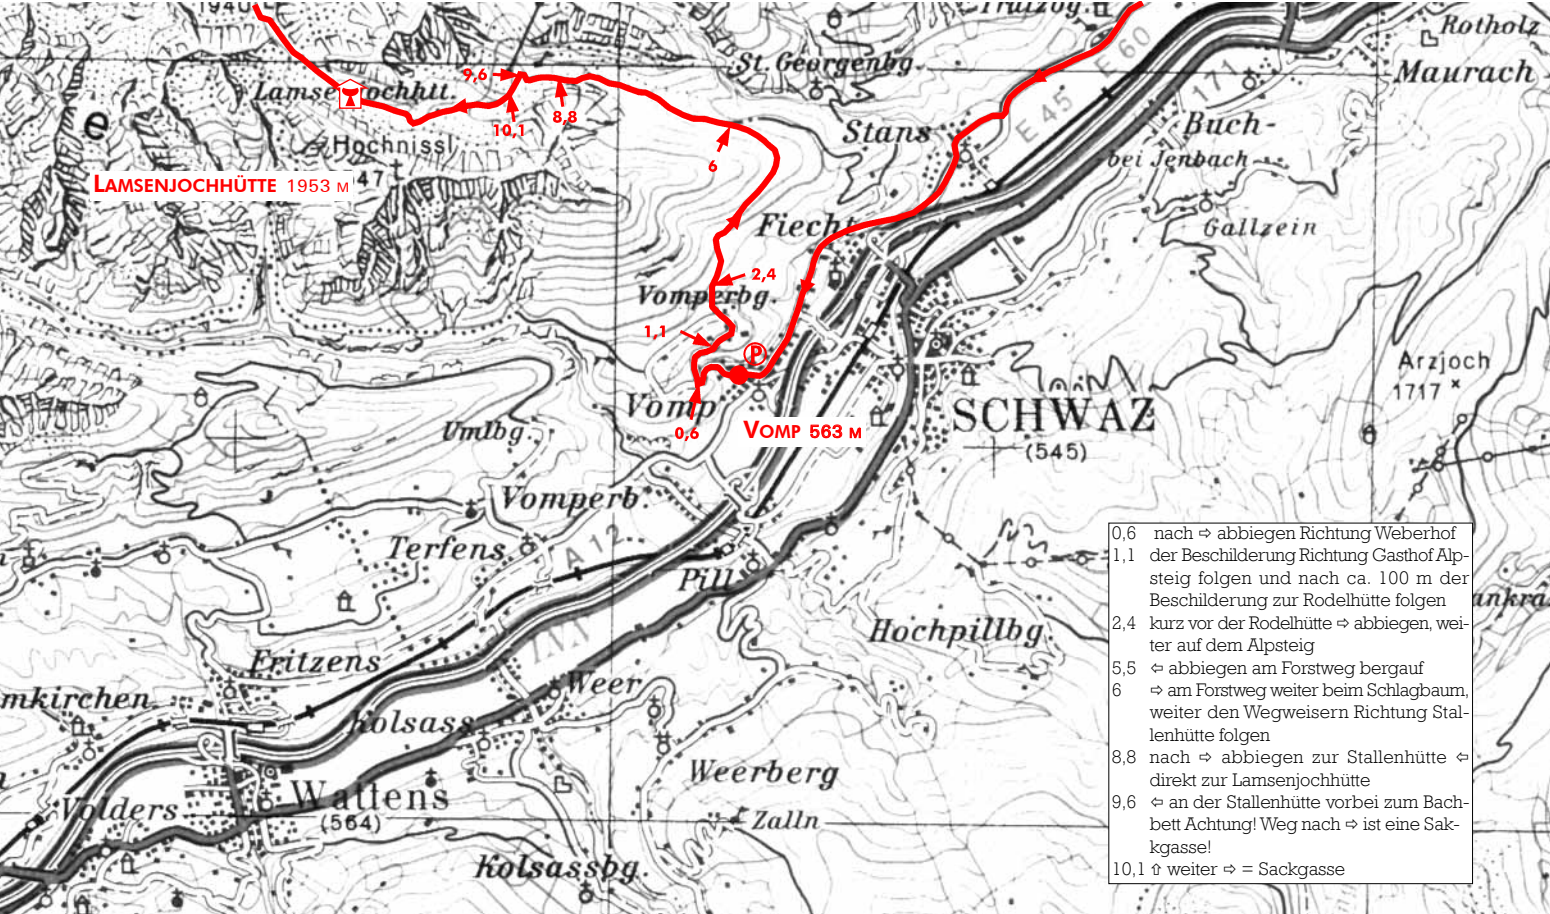 1940
Tratzbg.
Rotholz
St. Georgenbg.
E 60
171
Maurach
9,6
Lamsenjochhtt.
8,8
10,1
E 45
Stans
Buch-
e
Hochnissl
bei Jenbach
6
LAMSENJOCHHÜTTE 1953 M
47
Fiecht
Gallzein
2,4
Vomperbg.
1,1
P
Arzjoch
1717
Vomp
SCHWAZ
(545)
0,6
VOMP 563 M
Umlbg.
Vomperb.
A 12
Terfens
Pill
Hochpillbg.
Fritzens
Weer
mkirchen
Kolsass
Weerberg
Wattens
(564)
Volders
Zalln
Kolsassbg.
ankra
0,6 nach ⇨ abbiegen Richtung Weberhof
1,1 der Beschilderung Richtung Gasthof Alp-
steig folgen und nach ca. 100 m der
Beschilderung zur Rodelhütte folgen
2,4 kurz vor der Rodelhütte ⇨ abbiegen, wei-
ter auf dem Alpsteig
5,5 ⇦ abbiegen am Forstweg bergauf
6 ⇨ am Forstweg weiter beim Schlagbaum,
weiter den Wegweisern Richtung Stal-
lenhütte folgen
8,8 nach ⇨ abbiegen zur Stallenhütte ⇦
direkt zur Lamsenjochhütte
9,6 ⇦ an der Stallenhütte vorbei zum Bach-
bett Achtung! Weg nach ⇨ ist eine Sak-
kgasse!
10,1 ⇧ weiter ⇨ = Sackgasse